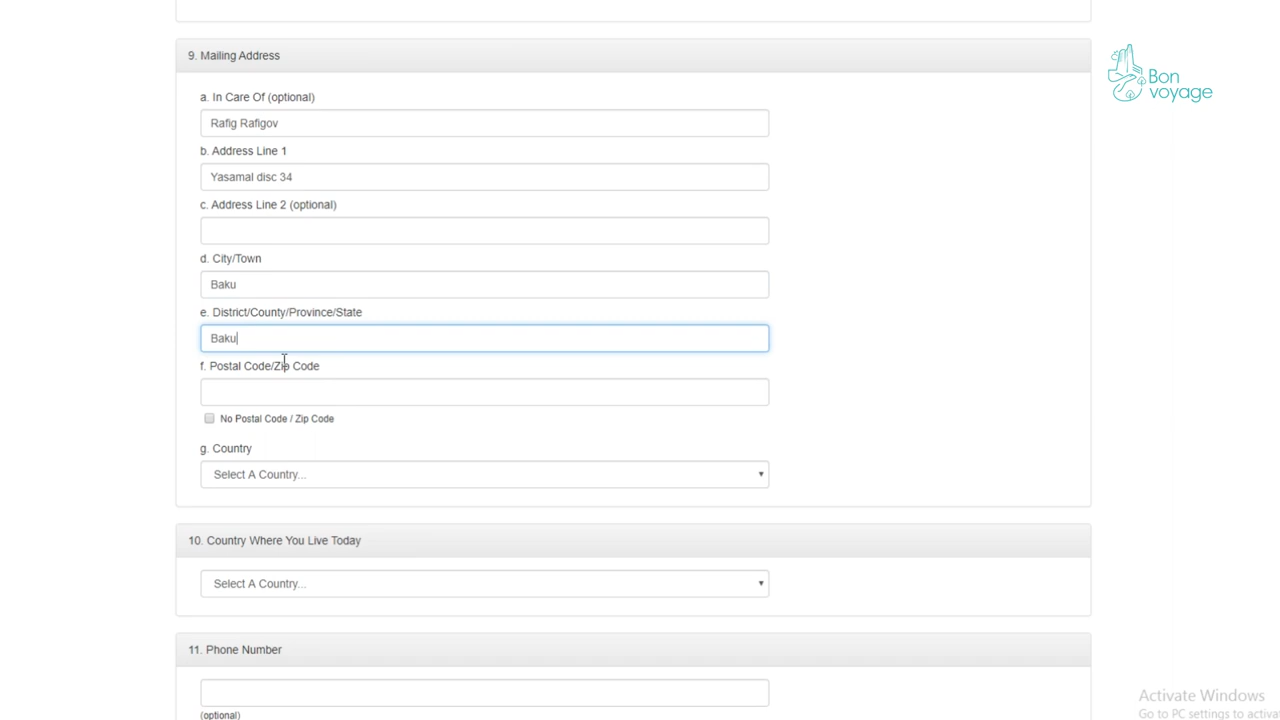 9. Mailing Address
Bon
voyage
a. In Care Of (optional)
Rafig Rafigov
b. Address Line 1
Yasamal disc 34
c. Address Line 2 (optional)
d. City/Town
Baku
e. District/County/Province/State
Baku
f. Postal Code/Zip Code
No Postal Code / Zip Code
g. Country
Select A Country...
10. Country Where You Live Today
Select A Country...
11. Phone Number
(optional)
Activate Windows
Go to PC settings to activa